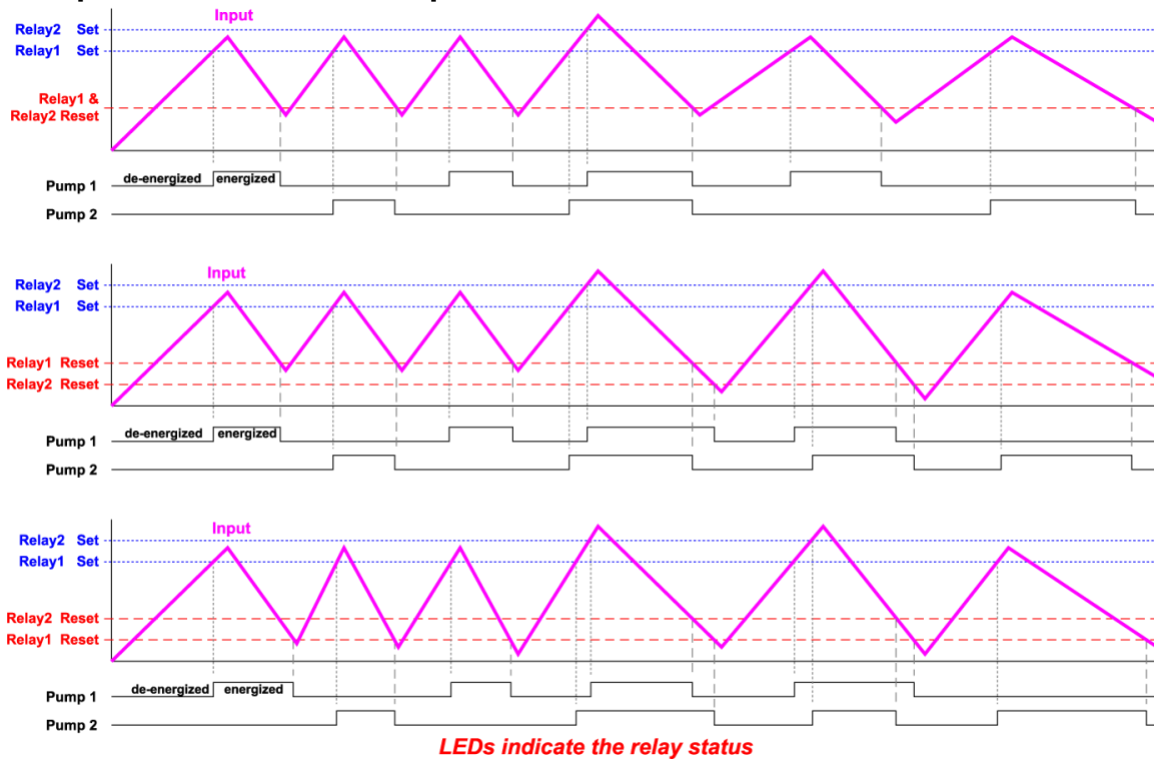 Input
Relay2 Set
Relay1 Set
Relay1 &
Relay2 Reset
de-energized energized
Pump 1
Pump 2
Input
Relay2 Set
Relay1 Set
Relay1 Reset
Relay2 Reset
de-energized energized
Pump 1
Pump 2
Input
Relay2 Set
Relay1 Set
Relay2 Reset
Relay1 Reset
de-energized energized
Pump 1
Pump 2
LEDs indicate the relay status